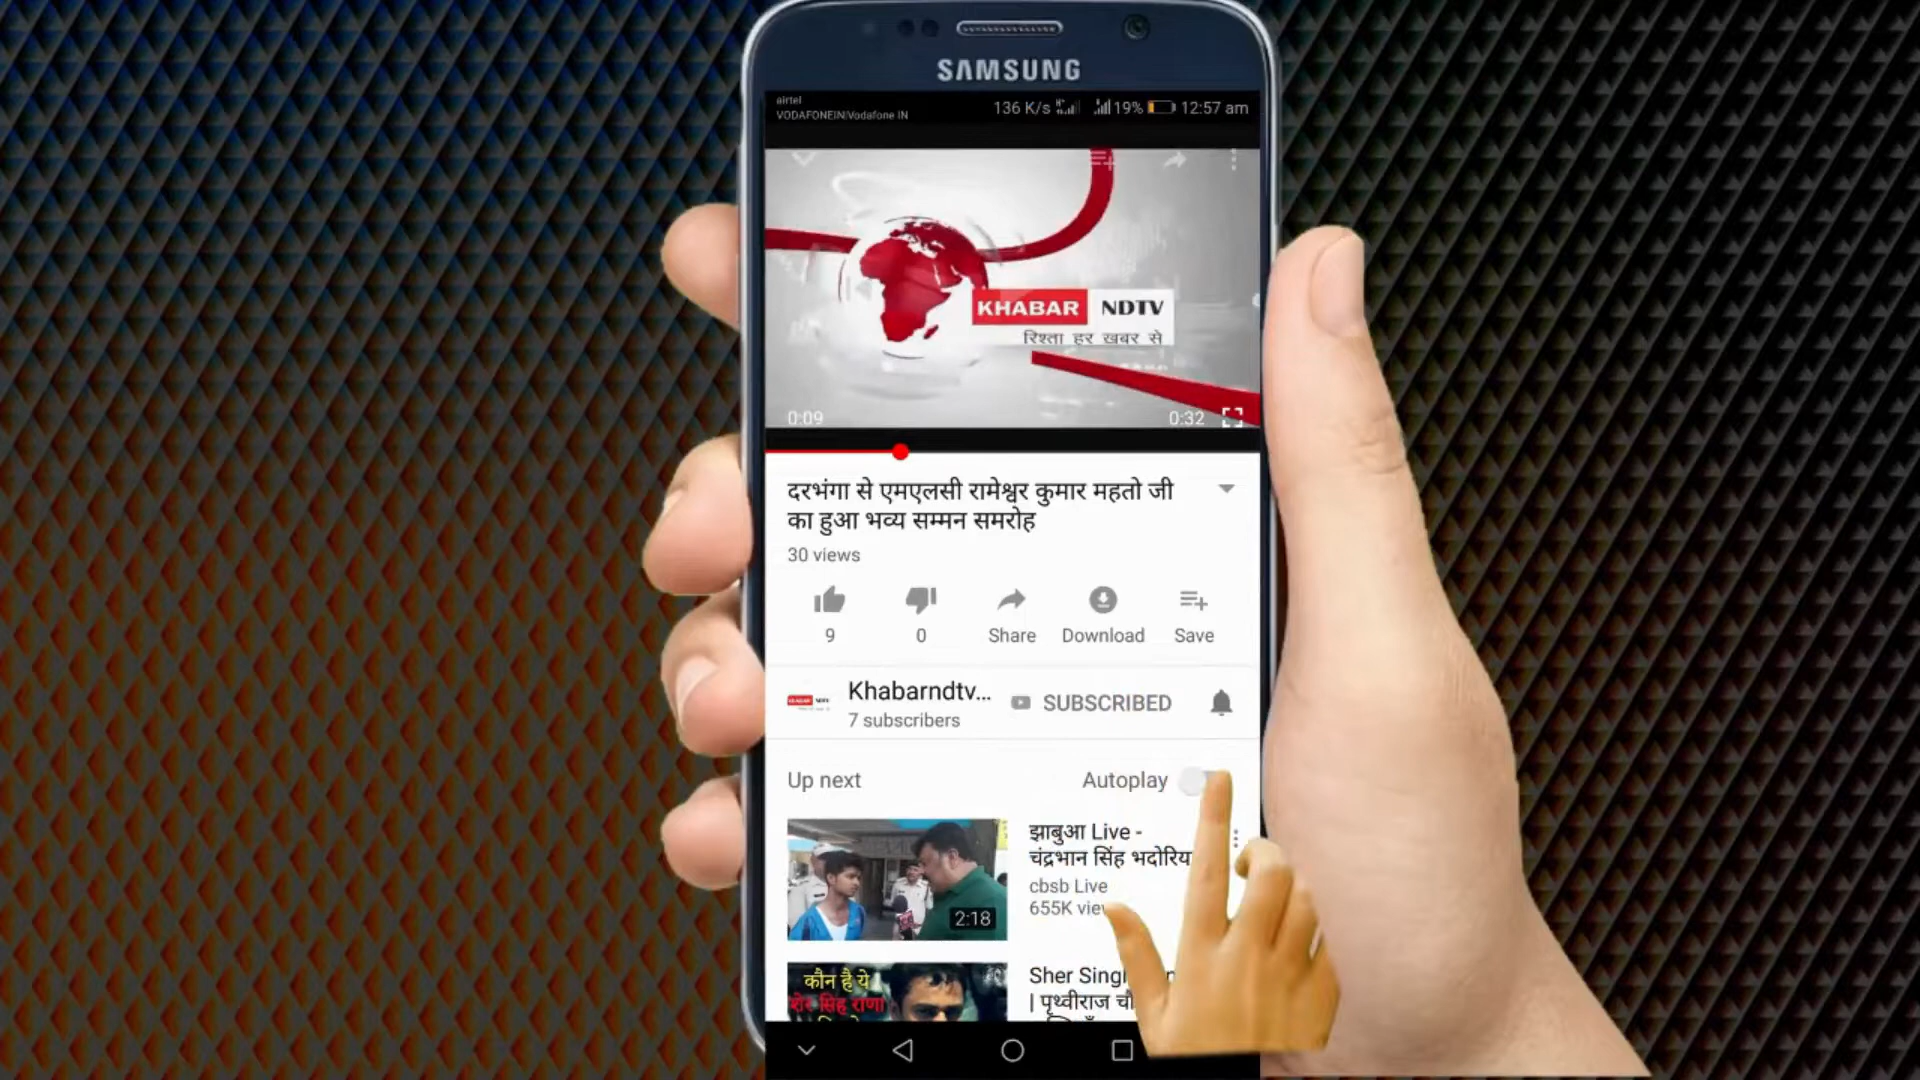 SAMSUNG
airtel
VODAFONEIN|Vodafone IN
136 K/s
19%
12:57 am
KHABAR NDTV
रिश्ता हर खबर से
0:09
0:32
दरभंगा से एमएलसी रामेश्वर कुमार महतो जी
का हुआ भव्य सम्मन समरोह
30 views
9
0
Share
Download
Save
Khabarndtv...
7 subscribers
SUBSCRIBED
Up next
Autoplay
झाबुआ Live -
चंद्रभान सिंह भदोरिय
cbsb Live
655K
2:18
कौन है ये
शेर सिंह राणा
Sher Singh
| पृथ्वीराज